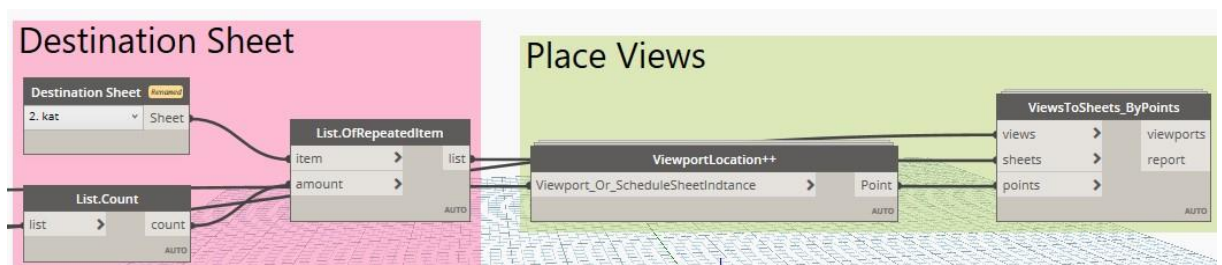 Destination Sheet
Place Views
Destination Sheet Renamed
2. kat
Sheet
List.Count
list
count
AUTO
List.OfRepeatedItem
item
list
amount
AUTO
ViewportLocation++
Viewport_Or_ScheduleSheetIndtance
Point
AUTO
ViewsToSheets_ByPoints
views
viewports
sheets
report
points
AUTO